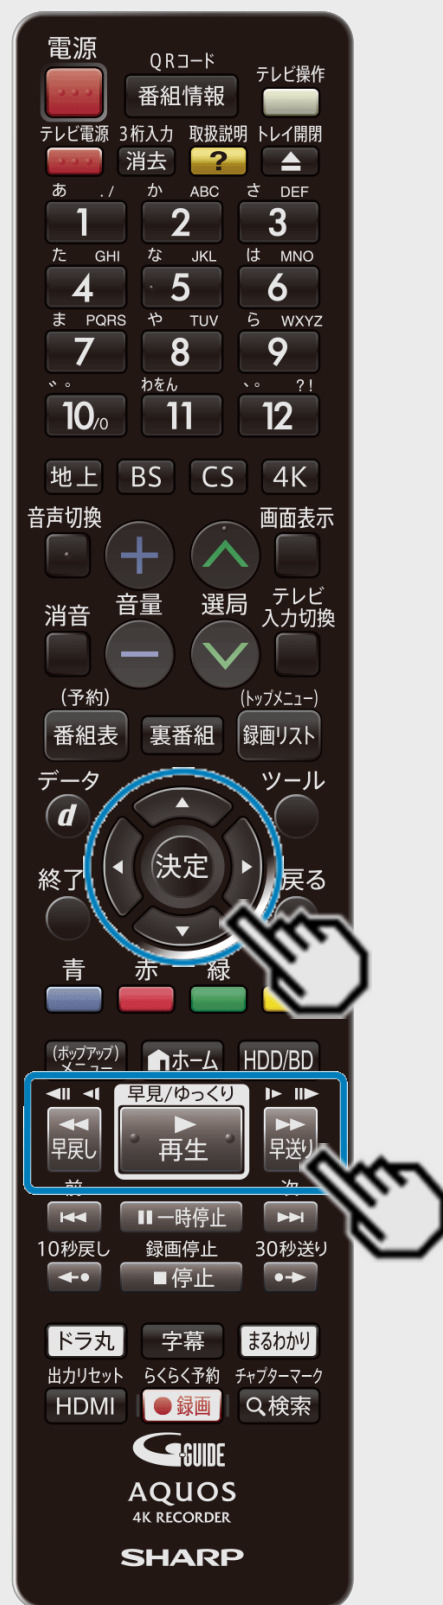 電源
QRコード
番組情報
テレビ操作
テレビ電源 3桁入力 取扱説明 トレイ開閉
消去 ?
あ ./ か ABC さ DEF
1 2 3
た GHI な JKL は MNO
4 5 6
ま PQRS や TUV ら WXYZ
7 8 9
゛゜ わをん 、。 ?!
10/0 11 12
地上 BS CS 4K
音声切換 画面表示
消音 音量 選局 テレビ
入力切換
(予約) (トップメニュー)
番組表 裏番組 録画リスト
データ ツール
d
決定
終了 戻る
青 赤 緑
(ポップアップ)
メニュー ホーム HDD/BD
早見/ゆっくり
早戻し 再生 早送り
前 次
一時停止
10秒戻し 録画停止 30秒送り
停止
ドラ丸 字幕 まるわかり
出力リセット らくらく予約 チャプターマーク
HDMI 録画 検索
G-GUIDE
AQUOS
4K RECORDER
SHARP